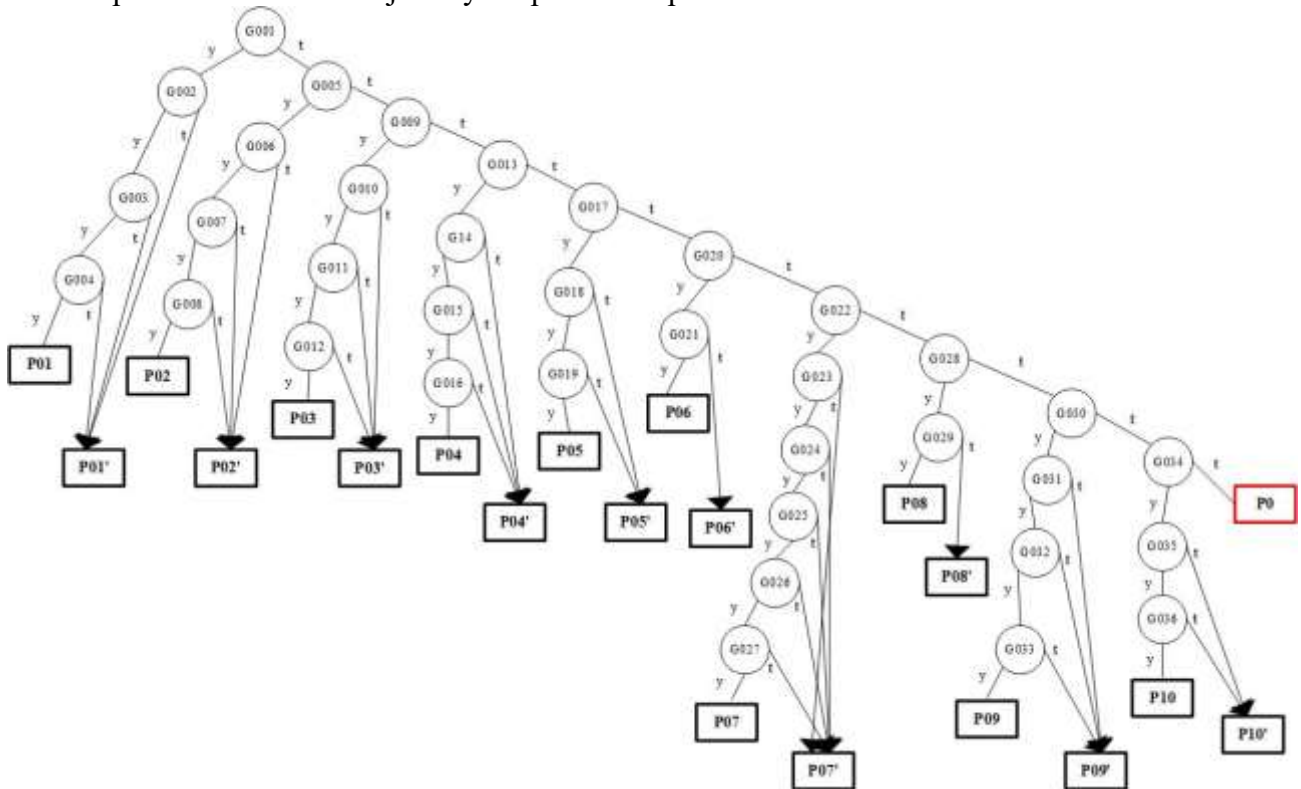 G001
y
t
G002
G005
t
y
G009
t
y
t
G006
y
G013
t
y
t
y
G010
y
G017
t
G003
y
t
G007
t
y
t
G14
y
G020
t
y
t
y
G011
t
y
t
G018
t
y
G022
t
G004
y
G008
y
G015
t
y
G021
t
y
G028
t
y
t
y
t
y
G012
t
y
G019
t
y
G023
t
y
G030
t
P01
P02
y
G016
t
y
P06
y
G029
t
y
G034
t
P03
y
P04
P05
G024
t
y
G031
t
y
P01'
P02'
P03'
y
P08
P0
P04'
P05'
P06'
G025
t
y
G032
t
G035
t
y
P08'
y
G026
t
y
y
G036
t
G027
t
G033
t
y
y
y
P07
P09
P10
P10'
P07'
P09'